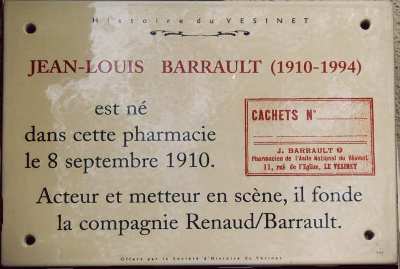 Histoire du VESINET
JEAN-LOUIS BARRAULT (1910-1994)
est né
dans cette pharmacie
le 8 septembre 1910.
CACHETS N°
J. BARRAULT
Pharmacien de l'Asile National du Vésinet
11, rue de l'Église, LE VESINET
Acteur et metteur en scène, il fonde
la compagnie Renaud/Barrault.
Offert par la Société d'Histoire du Vésinet